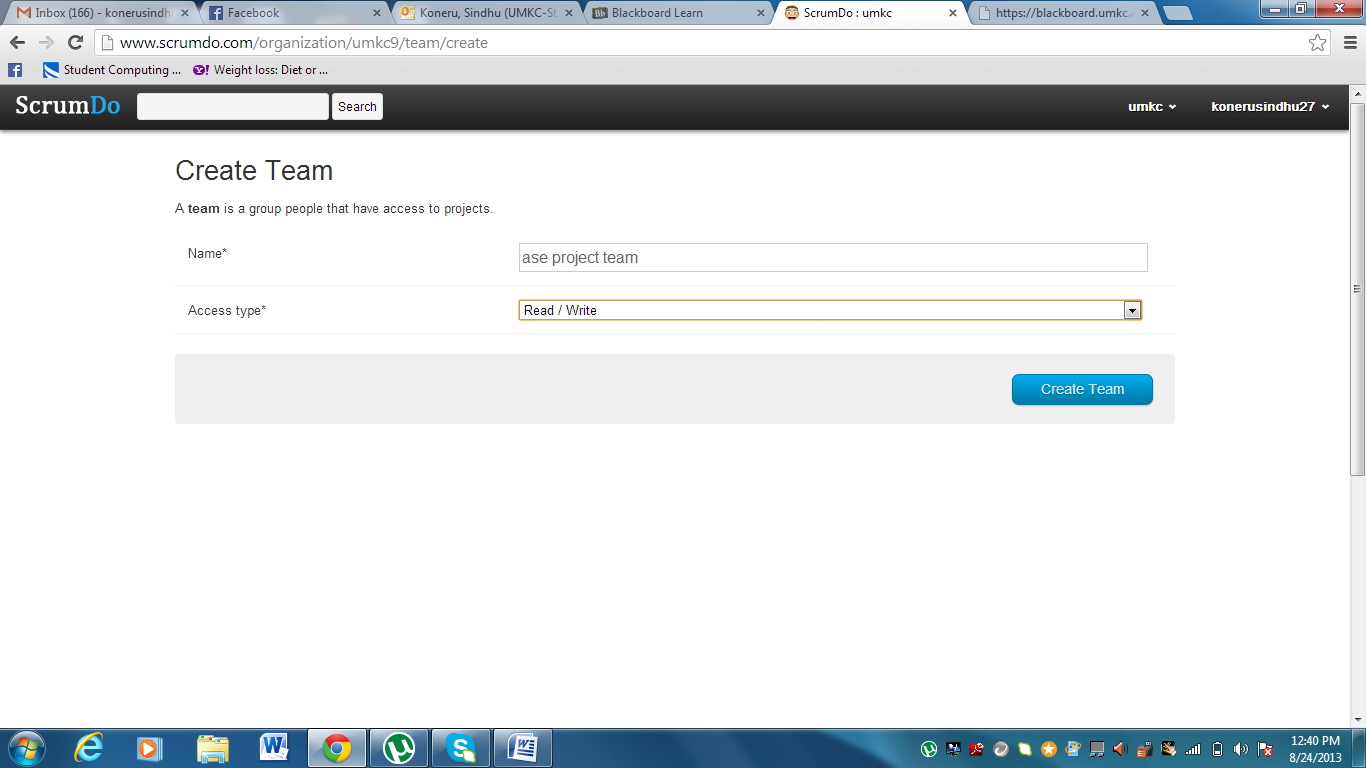 Inbox (166) - konerusindh
Facebook
Koneru, Sindhu (UMKC-St
Blackboard Learn
ScrumDo : umkc
https://blackboard.umkc.
www.scrumdo.com/organization/umkc9/team/create
Student Computing ...
Weight loss: Diet or ...
ScrumDo
Search
umkc
konerusindhu27
Create Team
A team is a group people that have access to projects.
Name*
ase project team
Access type*
Read / Write
Create Team
12:40 PM
8/24/2013